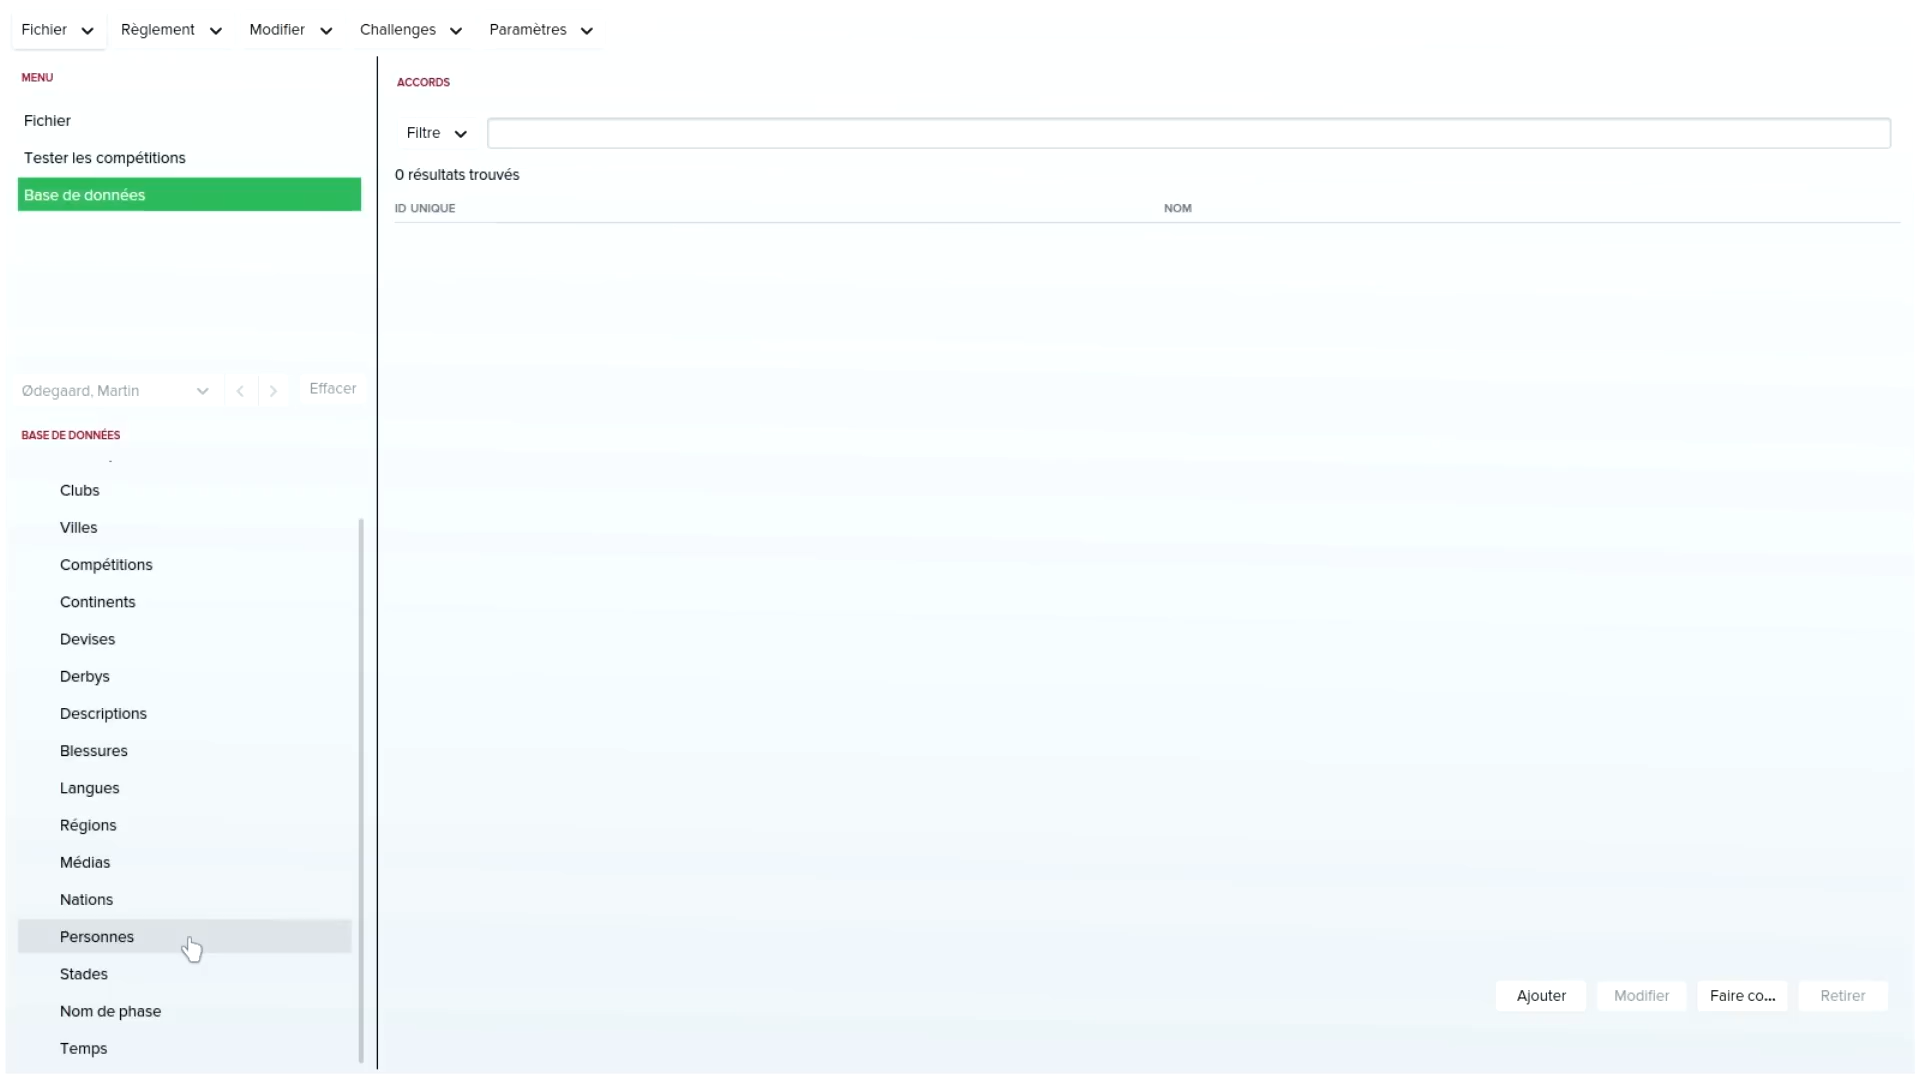 Fichier
Règlement
Modifier
Challenges
Paramètres
MENU
Fichier
Tester les compétitions
Base de données
Ødegaard, Martin
Effacer
BASE DE DONNÉES
Clubs
Villes
Compétitions
Continents
Devises
Derbys
Descriptions
Blessures
Langues
Régions
Médias
Nations
Personnes
Stades
Nom de phase
Temps
ACCORDS
Filtre
0 résultats trouvés
ID UNIQUE NOM
Ajouter
Modifier
Faire co...
Retirer